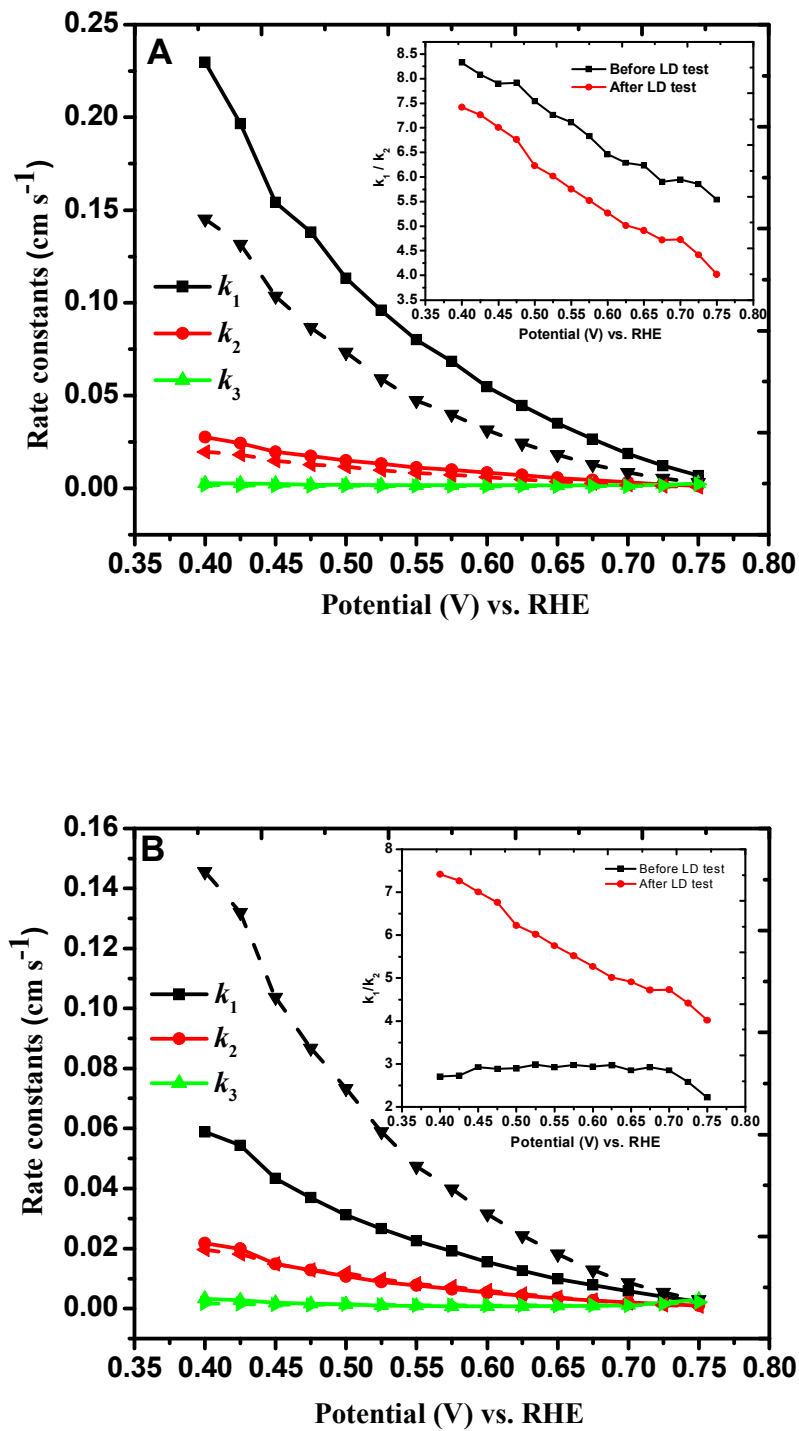 A
0.25
0.20
0.15
0.10
0.05
0.00
Rate constants (cm s⁻¹)
0.35 0.40 0.45 0.50 0.55 0.60 0.65 0.70 0.75 0.80
Potential (V) vs. RHE
k₁
k₂
k₃
8.5
8.0
7.5
7.0
6.5
6.0
5.5
5.0
4.5
4.0
3.5
k₁ / k₂
Before LD test
After LD test
0.35 0.40 0.45 0.50 0.55 0.60 0.65 0.70 0.75 0.80
Potential (V) vs. RHE
B
0.16
0.14
0.12
0.10
0.08
0.06
0.04
0.02
0.00
Rate constants (cm s⁻¹)
0.35 0.40 0.45 0.50 0.55 0.60 0.65 0.70 0.75 0.80
Potential (V) vs. RHE
k₁
k₂
k₃
8
7
6
5
4
3
2
k₁/k₂
Before LD test
After LD test
0.35 0.40 0.45 0.50 0.55 0.60 0.65 0.70 0.75 0.80
Potential (V) vs. RHE